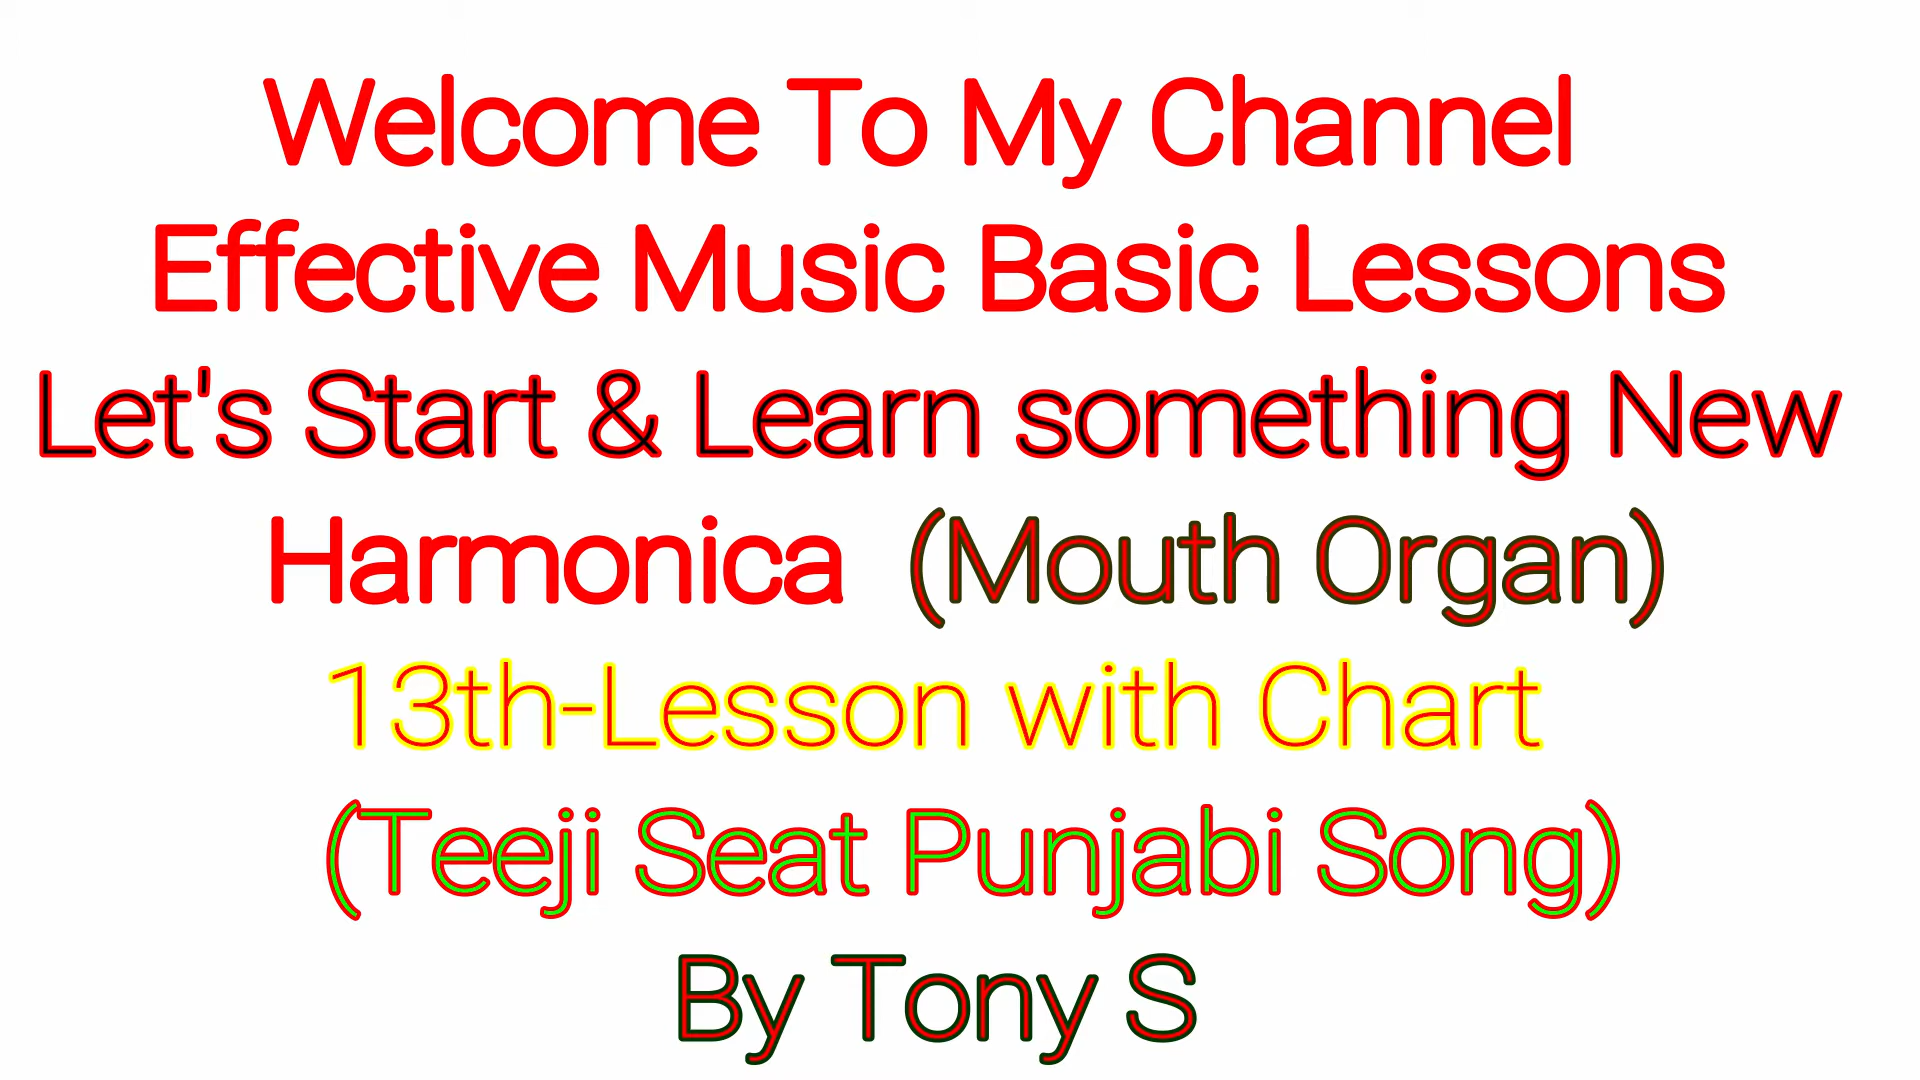 Welcome To My Channel
Effective Music Basic Lessons
Let's Start & Learn something New
Harmonica (Mouth Organ)
13th-Lesson with Chart
(Teeji Seat Punjabi Song)
By Tony S